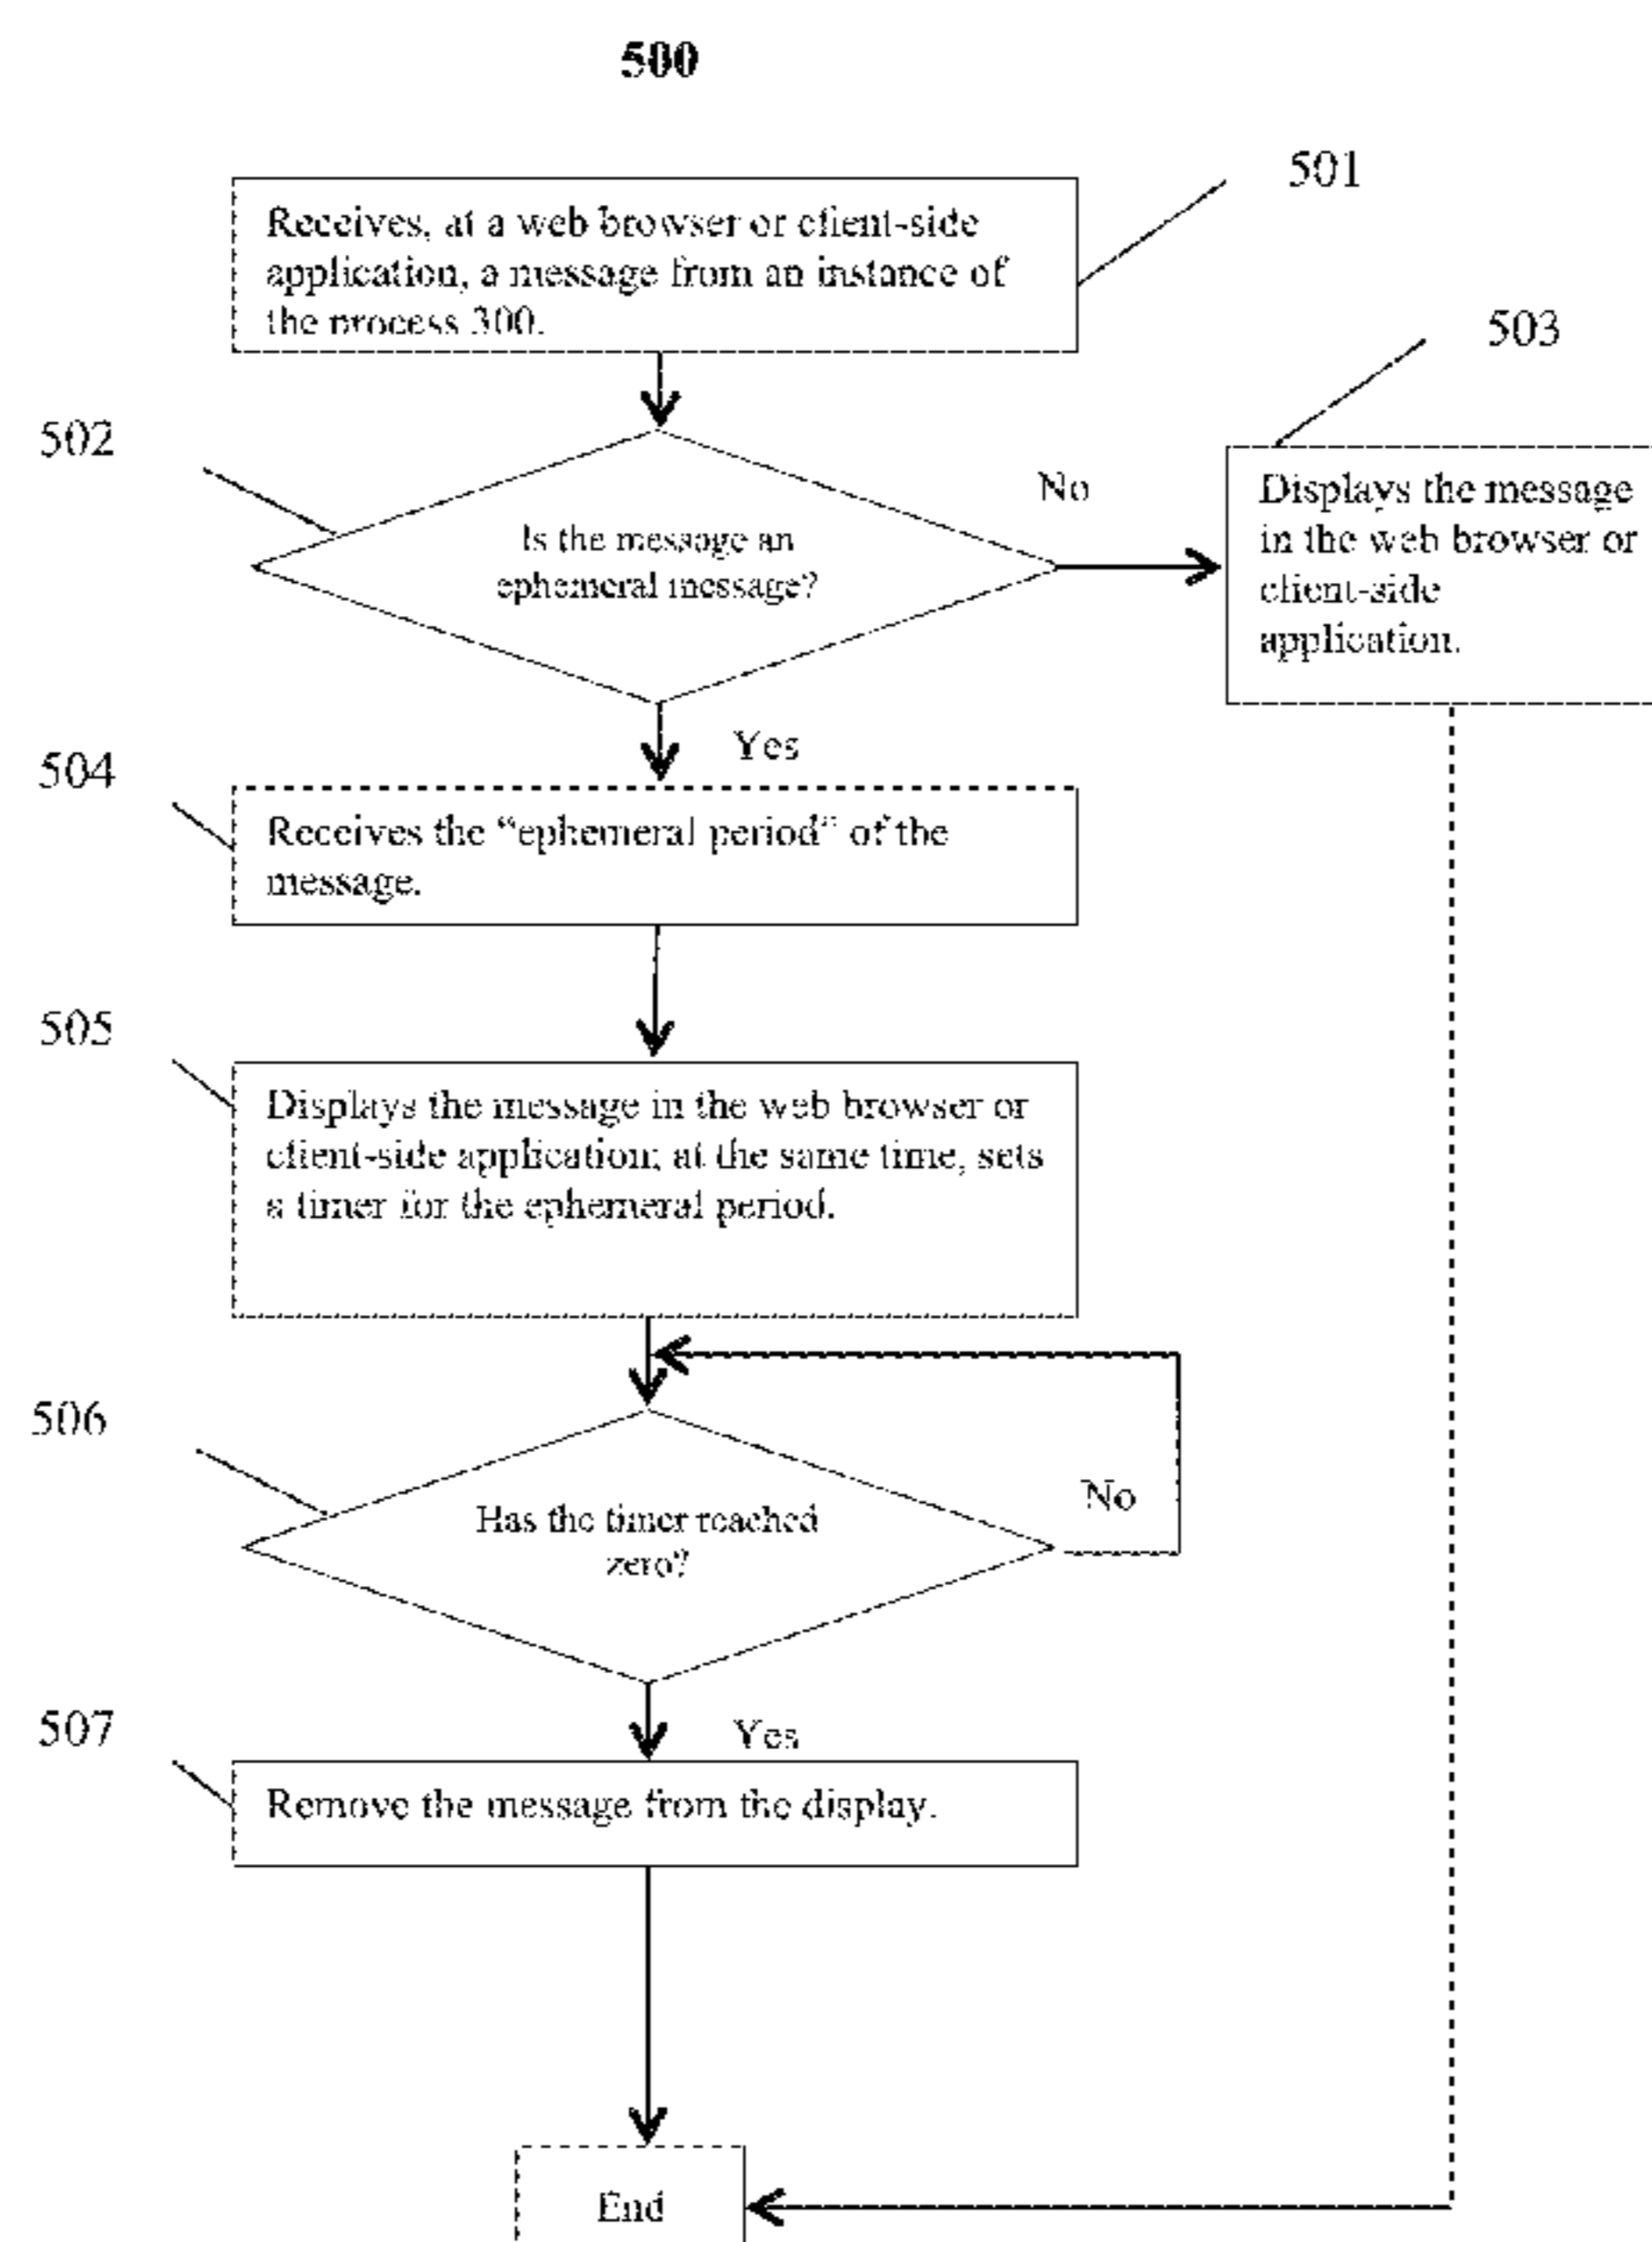 500
501
Receives, at a web browser or client-side
application, a message from an instance of
the process 300.
502
Is the message an
ephemeral message?
No
503
Displays the message
in the web browser or
client-side
application.
Yes
504
Receives the “ephemeral period” of the
message.
505
Displays the message in the web browser or
client-side application; at the same time, sets
a timer for the ephemeral period.
506
Has the timer reached
zero?
No
Yes
507
Remove the message from the display.
End